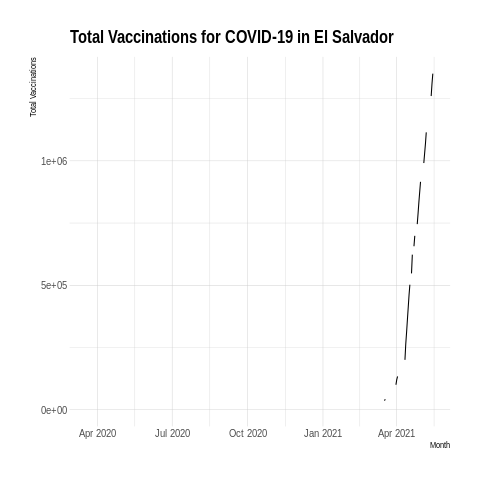 Total Vaccinations for COVID-19 in El Salvador
Total Vaccinations
1e+06
5e+05
0e+00
Apr 2020 Jul 2020 Oct 2020 Jan 2021 Apr 2021
Month